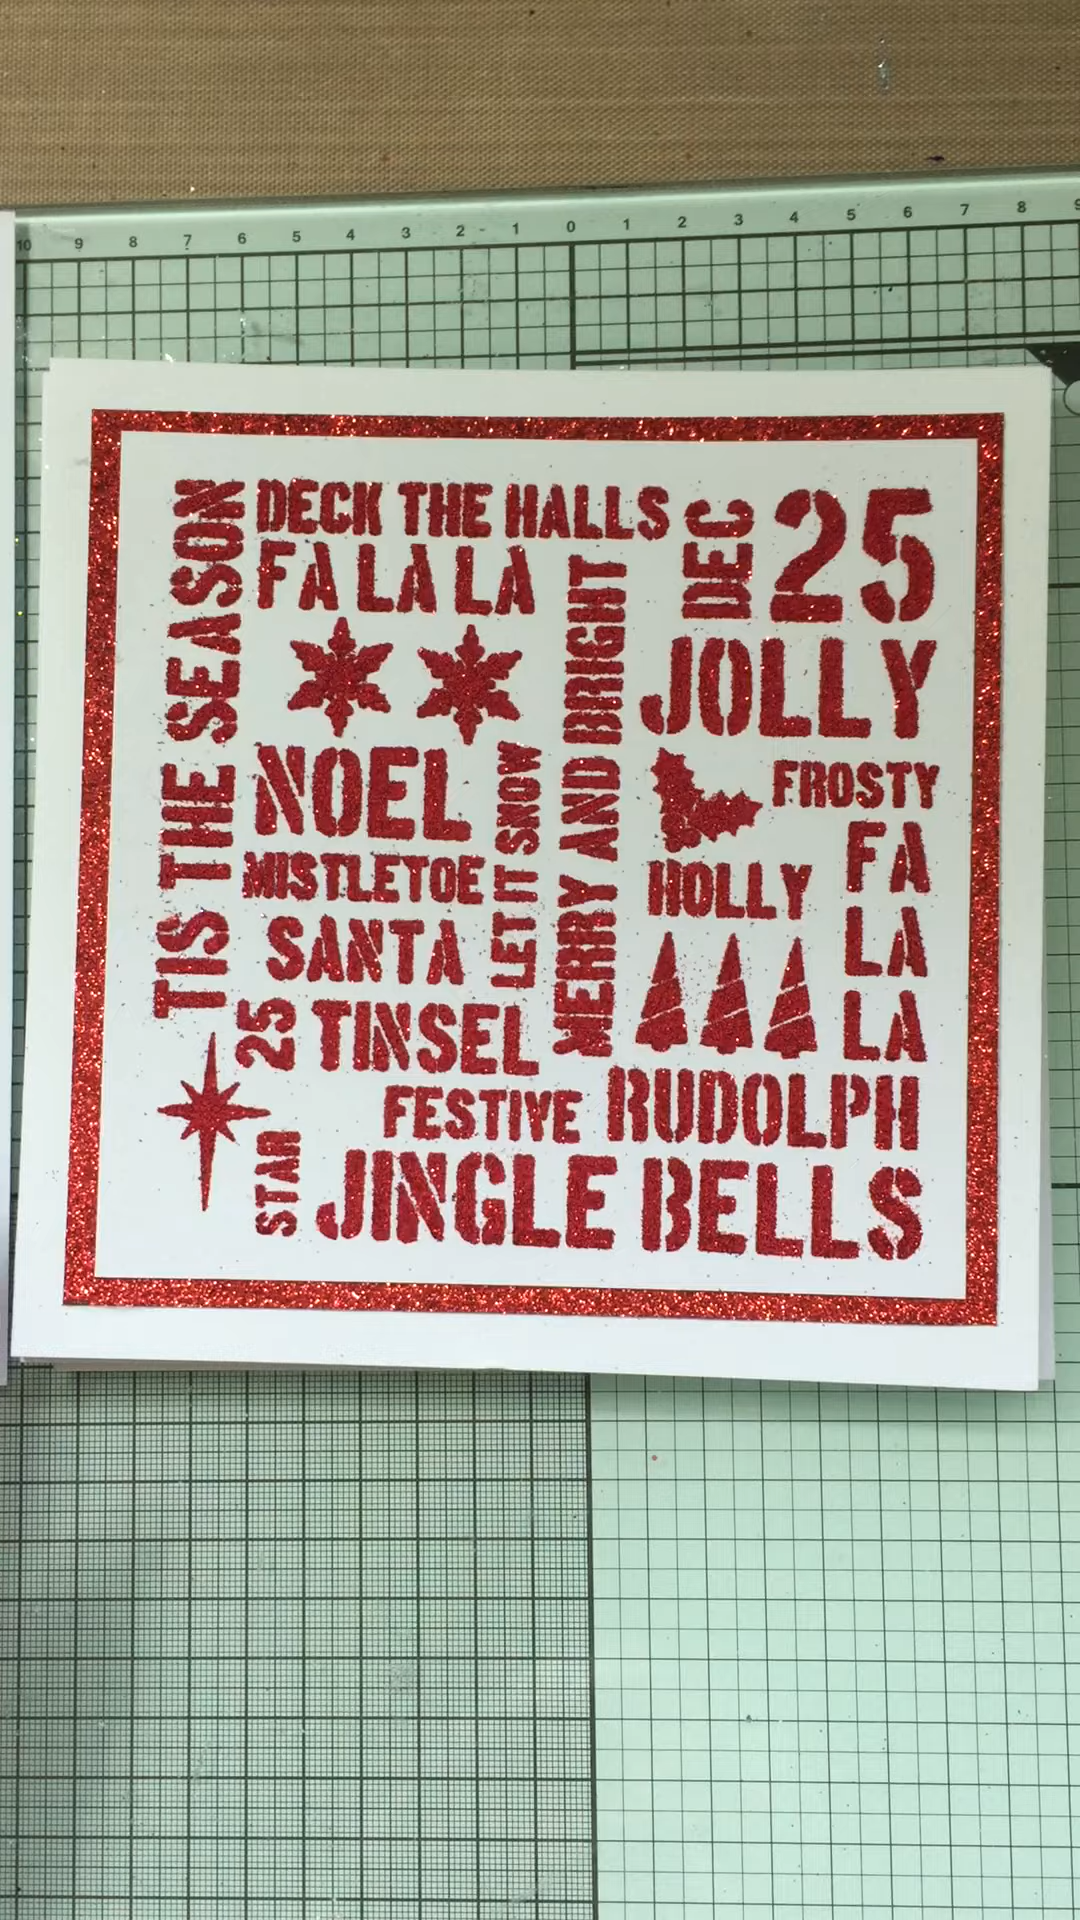 10 9 8 7 6 5 4 3 2 1 0 1 2 3 4 5 6 7 8 9
TIS THE SEASON
DECK THE HALLS
DEC
25
FA LA LA
MERRY AND BRIGHT
JOLLY
NOEL
LET IT SNOW
FROSTY
MISTLETOE
HOLLY
FA
SANTA
LA
25
TINSEL
LA
FESTIVE
RUDOLPH
STAR
JINGLE BELLS